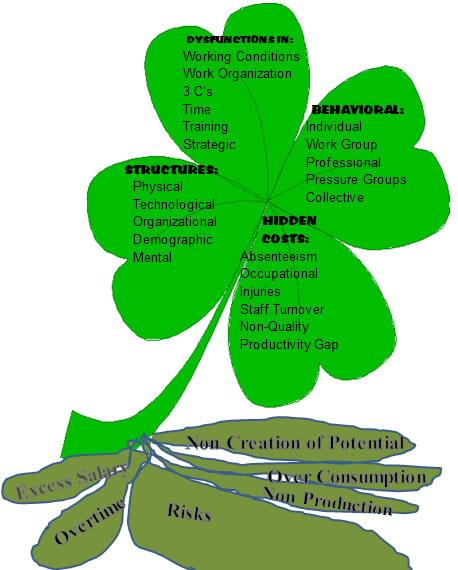 DYSFUNCTIONS IN:
Working Conditions
Work Organization
3 C's
Time
Training
Strategic
BEHAVIORAL:
Individual
Work Group
Professional
Pressure Groups
Collective
STRUCTURES:
Physical
Technological
Organizational
Demographic
Mental
HIDDEN
COSTS:
Absenteeism
Occupational
Injuries
Staff Turnover
Non-Quality
Productivity Gap
Non Creation of Potential
Over Consumption
Non Production
Excess Salary
Overtime
Risks